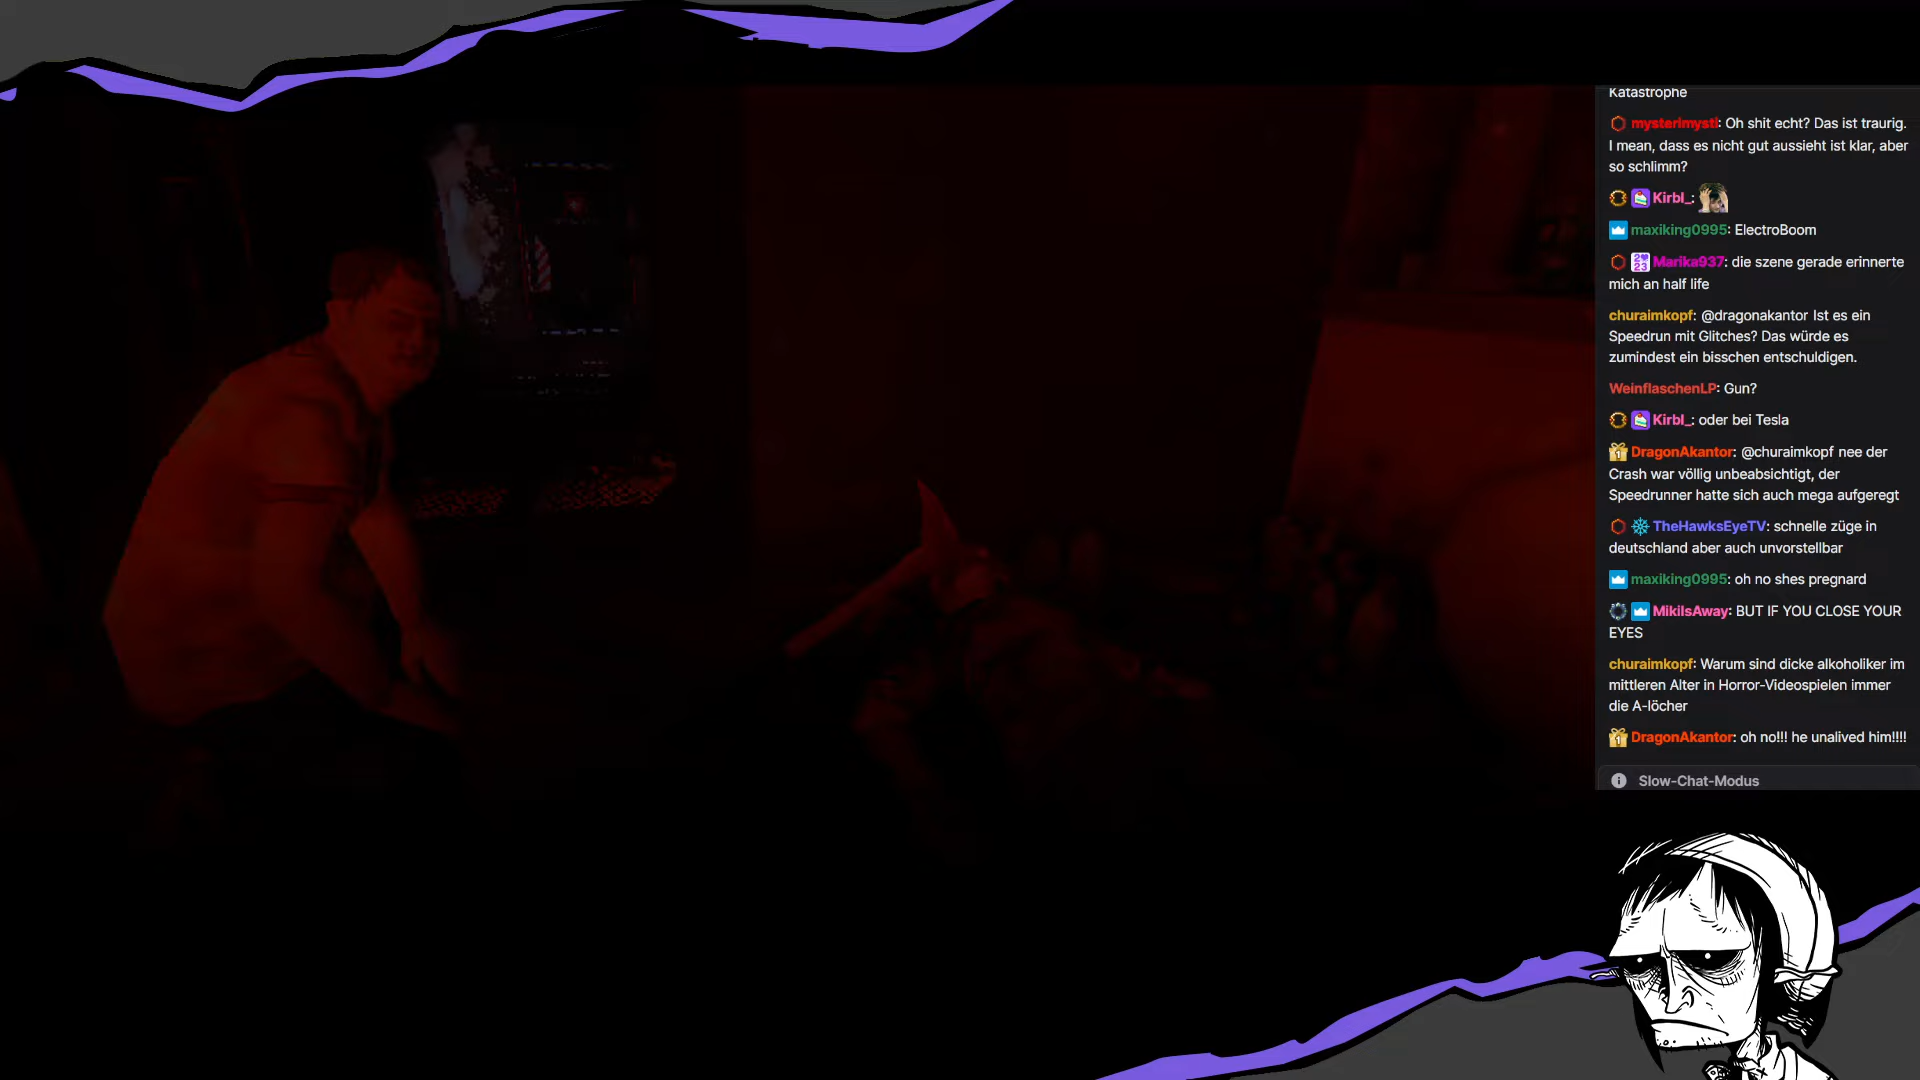 Katastrophe
mysterimysti: Oh shit echt? Das ist traurig.
I mean, dass es nicht gut aussieht ist klar, aber
so schlimm?
Kirbl_:
maxiking0995: ElectroBoom
Marika937: die szene gerade erinnerte
mich an half life
churaimkopf: @dragonakantor Ist es ein
Speedrun mit Glitches? Das würde es
zumindest ein bisschen entschuldigen.
WeinflaschenLP: Gun?
Kirbl_: oder bei Tesla
DragonAkantor: @churaimkopf nee der
Crash war völlig unbeabsichtigt, der
Speedrunner hatte sich auch mega aufgeregt
TheHawksEyeTV: schnelle züge in
deutschland aber auch unvorstellbar
maxiking0995: oh no shes pregnard
MikiIsAway: BUT IF YOU CLOSE YOUR
EYES
churaimkopf: Warum sind dicke alkoholiker im
mittleren Alter in Horror-Videospielen immer
die A-löcher
DragonAkantor: oh no!!! he unalived him!!!!
Slow-Chat-Modus